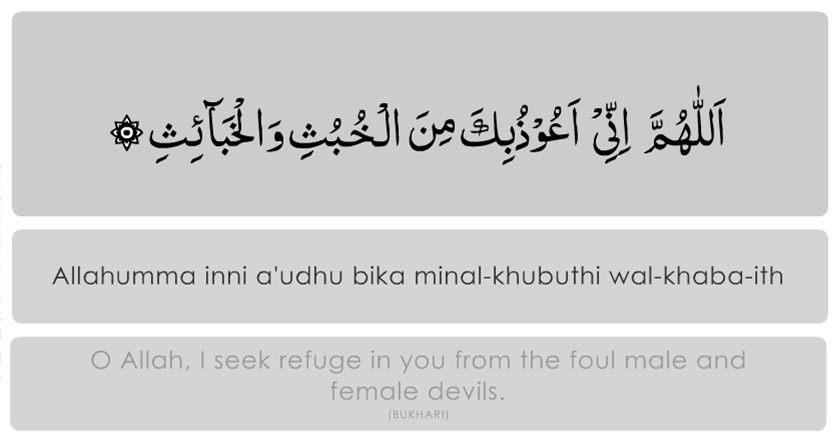 اَللّٰهُمَّ اِنِّيْ اَعُوْذُبِكَ مِنَ الْخُبُثِ وَالْخَبَآئِثِ ۞
Allahumma inni a'udhu bika minal-khubuthi wal-khaba-ith
O Allah, I seek refuge in you from the foul male and
female devils.
(BUKHARI)